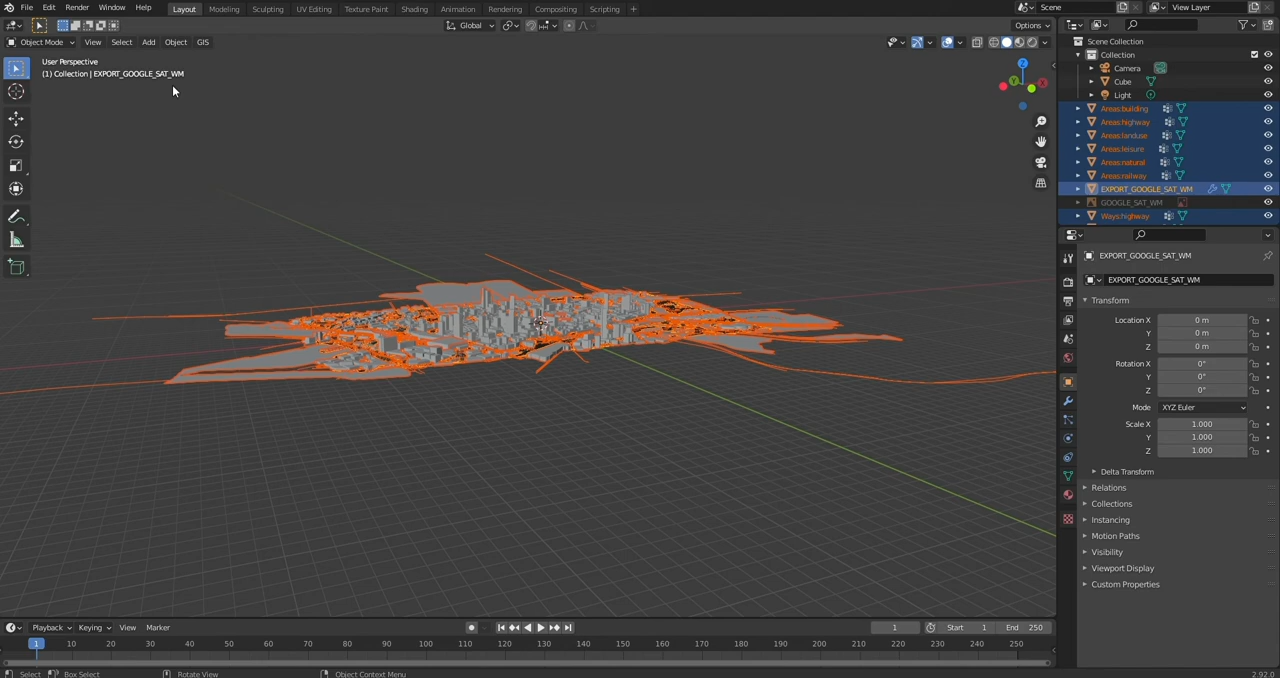 File Edit Render Window Help Layout Modeling Sculpting UV Editing Texture Paint Shading Animation Rendering Compositing Scripting + Scene View Layer
Global Options
Object Mode View Select Add Object GIS
User Perspective
(1) Collection | EXPORT_GOOGLE_SAT_WM
Z
Y
X
Scene Collection
Collection
Camera
Cube
Light
Areas:building
Areas:highway
Areas:landuse
Areas:leisure
Areas:natural
Areas:railway
EXPORT_GOOGLE_SAT_WM
GOOGLE_SAT_WM
Ways:highway
EXPORT_GOOGLE_SAT_WM
EXPORT_GOOGLE_SAT_WM
Transform
Location X 0 m
Y 0 m
Z 0 m
Rotation X 0°
Y 0°
Z 0°
Mode XYZ Euler
Scale X 1.000
Y 1.000
Z 1.000
Delta Transform
Relations
Collections
Instancing
Motion Paths
Visibility
Viewport Display
Custom Properties
Playback Keying View Marker 1 Start 1 End 250
1 10 20 30 40 50 60 70 80 90 100 110 120 130 140 150 160 170 180 190 200 210 220 230 240 250
Select Box Select Rotate View Object Context Menu 2.92.0